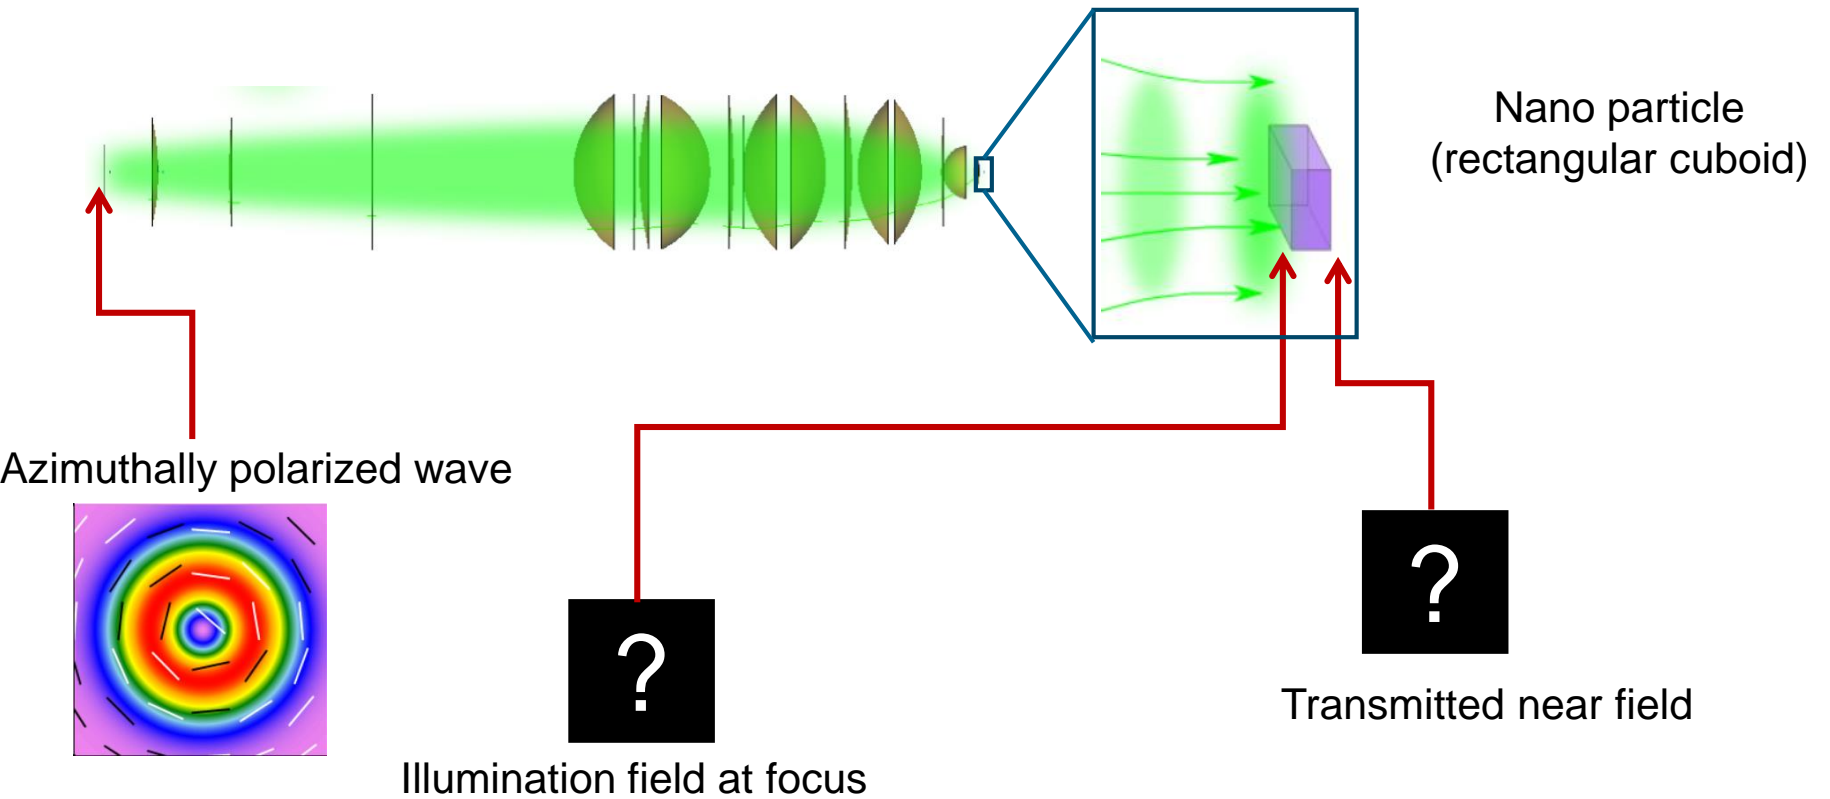 Nano particle
(rectangular cuboid)
Azimuthally polarized wave
?
?
Transmitted near field
Illumination field at focus